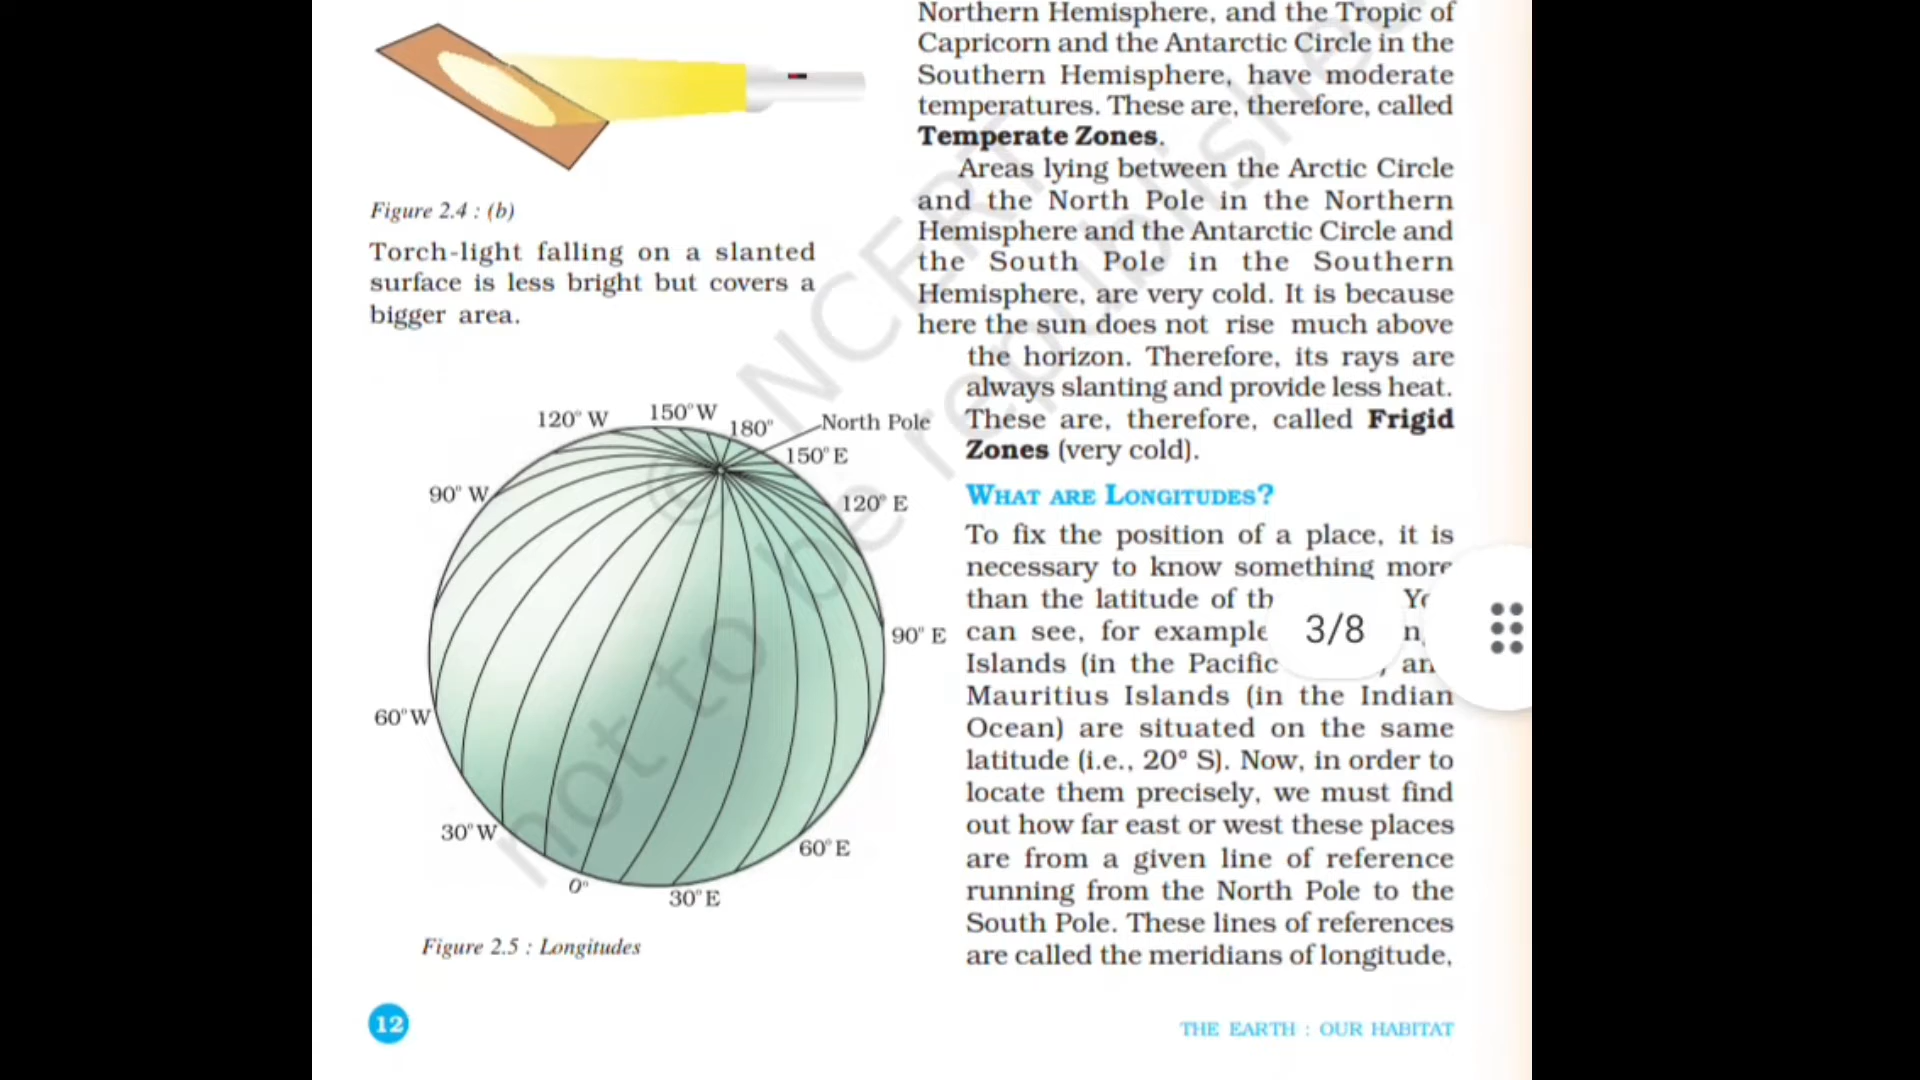 Northern Hemisphere, and the Tropic of
Capricorn and the Antarctic Circle in the
Southern Hemisphere, have moderate
temperatures. These are, therefore, called
Temperate Zones.
Areas lying between the Arctic Circle
and the North Pole in the Northern
Hemisphere and the Antarctic Circle and
the South Pole in the Southern
Hemisphere, are very cold. It is because
here the sun does not rise much above
the horizon. Therefore, its rays are
always slanting and provide less heat.
These are, therefore, called Frigid
Zones (very cold).
Figure 2.4 : (b)
Torch-light falling on a slanted
surface is less bright but covers a
bigger area.
120° W
150° W
180°
North Pole
150° E
90° W
120° E
90° E
60° W
30° W
60° E
0°
30° E
Figure 2.5 : Longitudes
WHAT ARE LONGITUDES?
To fix the position of a place, it is
necessary to know something more
than the latitude of
can see, for example
Islands (in the Pacific
Mauritius Islands (in the Indian
Ocean) are situated on the same
latitude (i.e., 20° S). Now, in order to
locate them precisely, we must find
out how far east or west these places
are from a given line of reference
running from the North Pole to the
South Pole. These lines of references
are called the meridians of longitude,
3/8
12
THE EARTH : OUR HABITAT
© NCERT
not to be republished